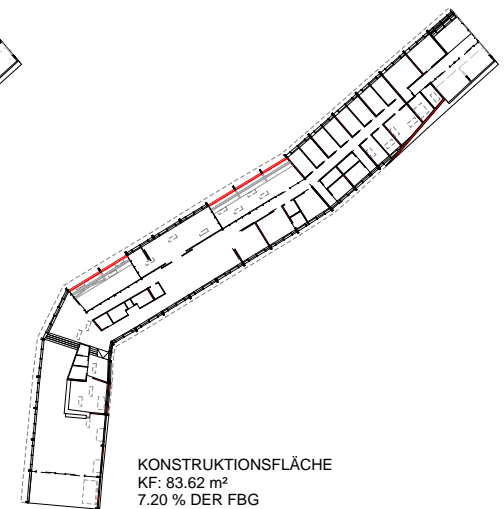 KONSTRUKTIONSFLÄCHE
KF: 83.62 m²
7.20 % DER FBG